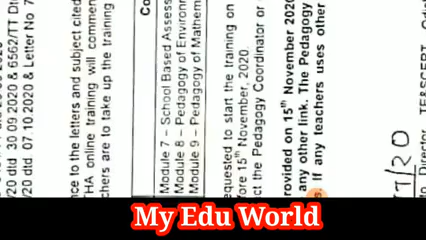 /20 dtd 30.09.2020 & 6562/TT Dt
/20 dtd 07.10.2020 & Letter No 7
nce to the letters and subject cited
THA online training will commen
chers are to take up the training
Co
Module 7 – School Based Assess
Module 8 – Pedagogy of Environ
Module 9 – Pedagogy of Mathem
equested to start the training on
fore 15th November, 2020.
ct the Pedagogy Coordinator or
rovided on 15th November 2020
any other link. The Pedagogy
s. If any teachers uses other
Director, TE&SCERT,
My Edu World